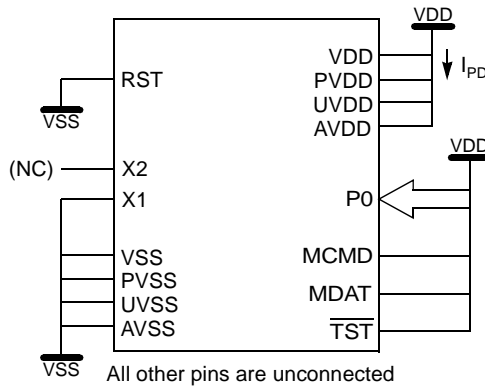 VDD
VDD
I_PD
RST
PVDD
UVDD
VSS
AVDD
VDD
(NC)
X2
X1
P0
VSS
MCMD
PVSS
UVSS
MDAT
AVSS
TST
VSS
All other pins are unconnected